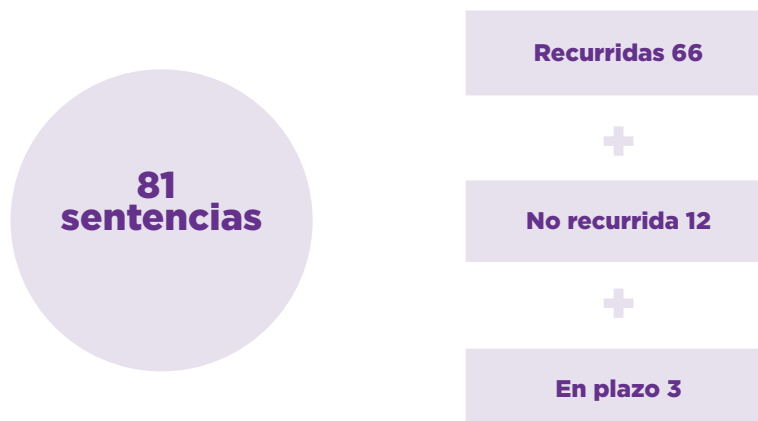 81
sentencias
Recurridas 66
+
No recurrida 12
+
En plazo 3